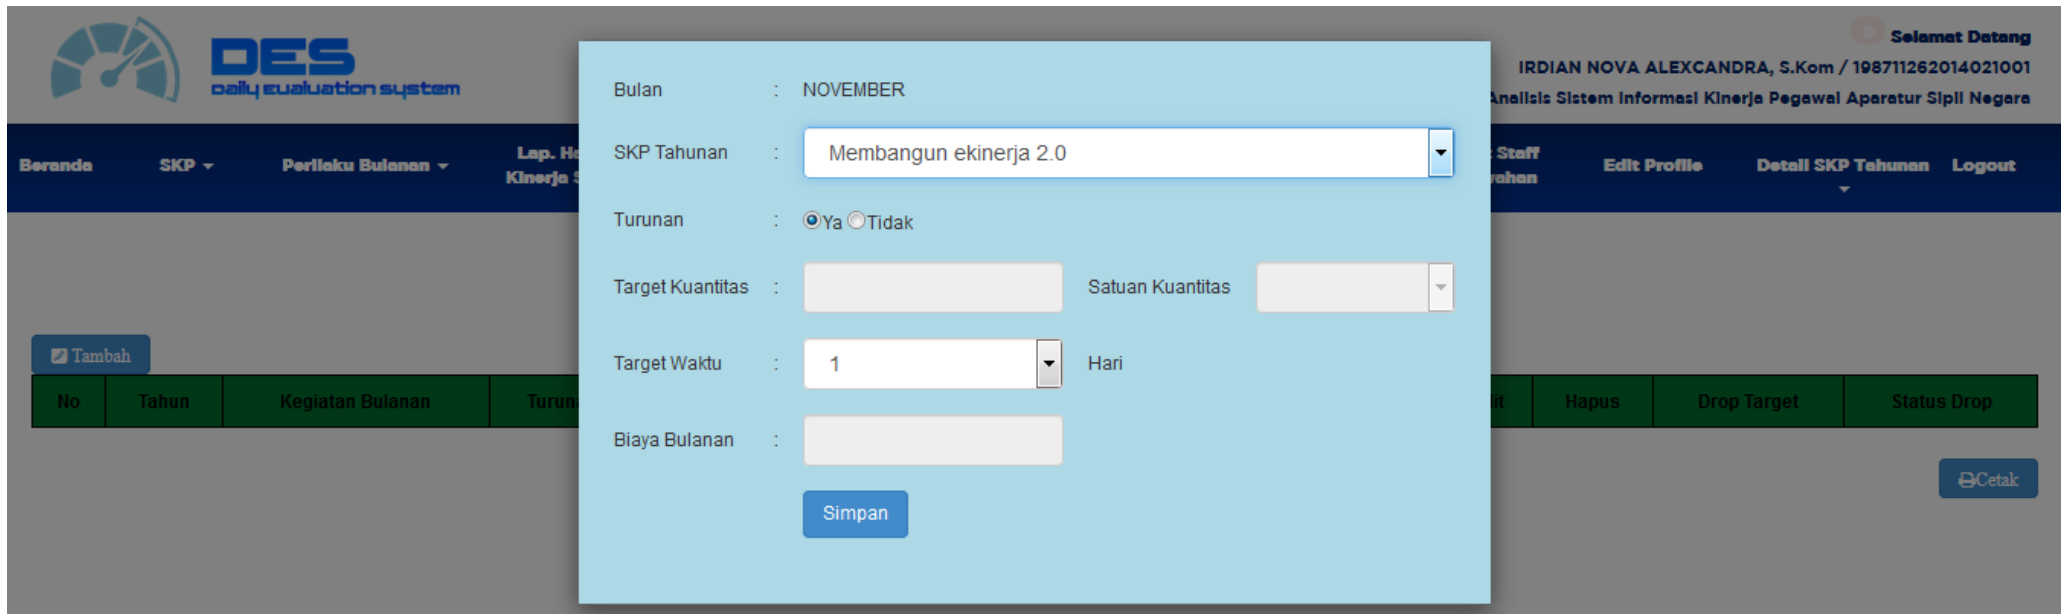 DES
Daily Evaluation System
Selamat Datang
IRDIAN NOVA ALEXCANDRA, S.Kom / 198711262014021001
Analisis Sistem Informasi Kinerja Pegawai Aparatur Sipil Negara
Beranda
SKP
Perilaku Bulanan
Lap.
Kinerja
Staff
Edit Profile
Detail SKP Tahunan
Logout
Bulan : NOVEMBER
SKP Tahunan : Membangun ekinerja 2.0
Turunan : Ya Tidak
Target Kuantitas : Satuan Kuantitas
Target Waktu : 1 Hari
Biaya Bulanan :
Simpan
Tambah
No Tahun Kegiatan Bulanan Hapus Drop Target Status Drop
Cetak